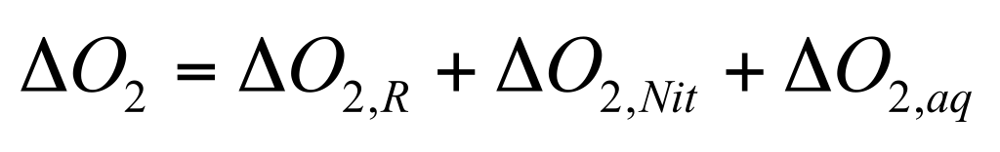 ΔO₂ = ΔO₂,R + ΔO₂,Nit + ΔO₂,aq